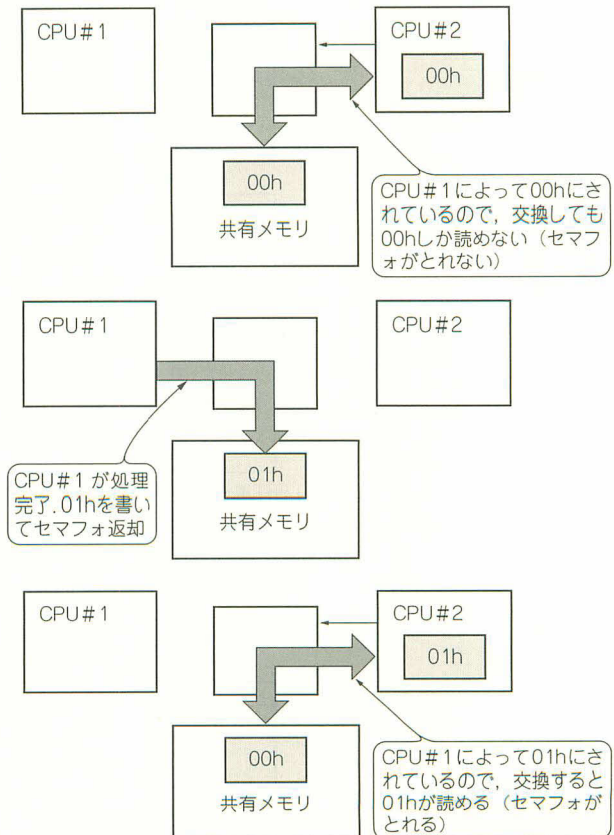 CPU#1
CPU#2
00h
00h
共有メモリ
CPU#1によって00hにさ
れているので，交換しても
00hしか読めない（セマフ
ォがとれない）
CPU#1
CPU#2
CPU#1が処理
完了．01hを書い
てセマフォ返却
01h
共有メモリ
CPU#1
CPU#2
01h
00h
共有メモリ
CPU#1によって01hにさ
れているので，交換すると
01hが読める（セマフォが
とれる）